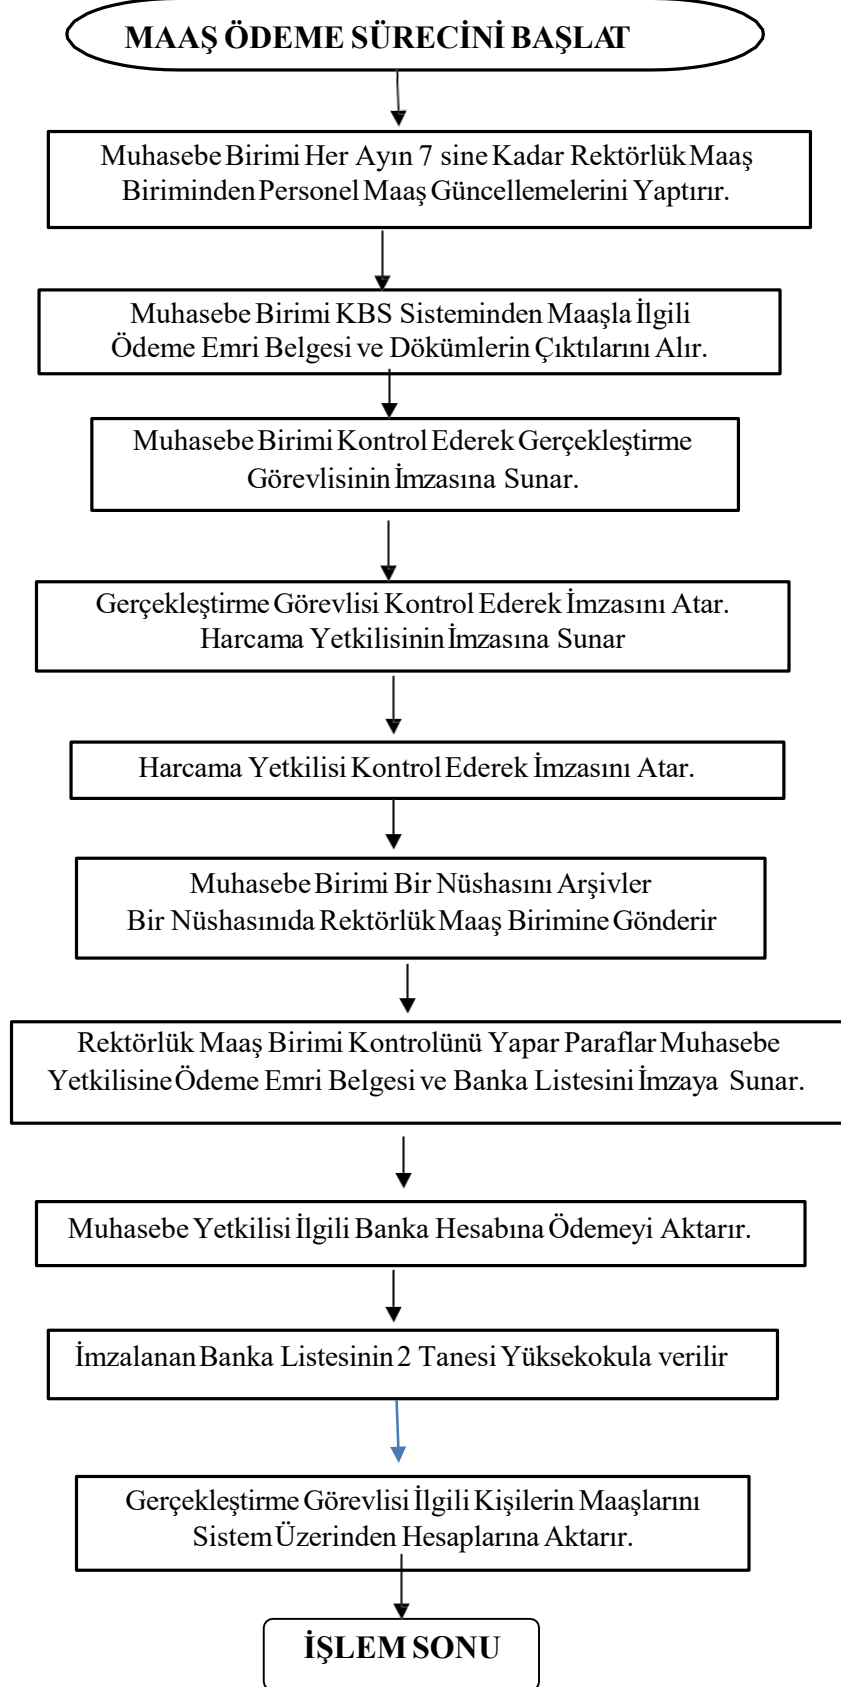 MAAŞ ÖDEME SÜRECİNİ BAŞLAT
Muhasebe Birimi Her Ayın 7 sine Kadar Rektörlük Maaş
Biriminden Personel Maaş Güncellemelerini Yaptırır.
Muhasebe Birimi KBS Sisteminden Maaşla İlgili
Ödeme Emri Belgesi ve Dökümlerin Çıktılarını Alır.
Muhasebe Birimi Kontrol Ederek Gerçekleştirme
Görevlisinin İmzasına Sunar.
Gerçekleştirme Görevlisi Kontrol Ederek İmzasını Atar.
Harcama Yetkilisinin İmzasına Sunar
Harcama Yetkilisi Kontrol Ederek İmzasını Atar.
Muhasebe Birimi Bir Nüshasını Arşivler
Bir Nüshasınıda Rektörlük Maaş Birimine Gönderir
Rektörlük Maaş Birimi Kontrolünü Yapar Paraflar Muhasebe
Yetkilisine Ödeme Emri Belgesi ve Banka Listesini İmzaya Sunar.
Muhasebe Yetkilisi İlgili Banka Hesabına Ödemeyi Aktarır.
İmzalanan Banka Listesinin 2 Tanesi Yüksekokula verilir
Gerçekleştirme Görevlisi İlgili Kişilerin Maaşlarını
Sistem Üzerinden Hesaplarına Aktarır.
İŞLEM SONU